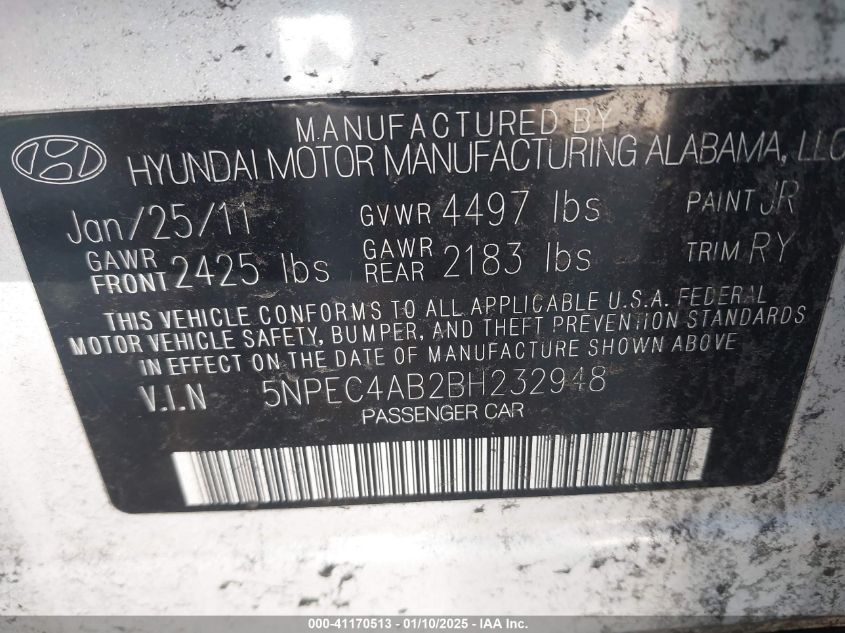 MANUFACTURED BY
HYUNDAI MOTOR MANUFACTURING ALABAMA, LLC
Jan/25/11 GVWR 4497 lbs PAINT JR
GAWR FRONT 2425 lbs GAWR REAR 2183 lbs TRIM RY
THIS VEHICLE CONFORMS TO ALL APPLICABLE U.S.A. FEDERAL
MOTOR VEHICLE SAFETY, BUMPER, AND THEFT PREVENTION STANDARDS
IN EFFECT ON THE DATE OF MANUFACTURE SHOWN ABOVE
V.I.N 5NPEC4AB2BH232948
PASSENGER CAR
000-41170513 - 01/10/2025 - IAA Inc.